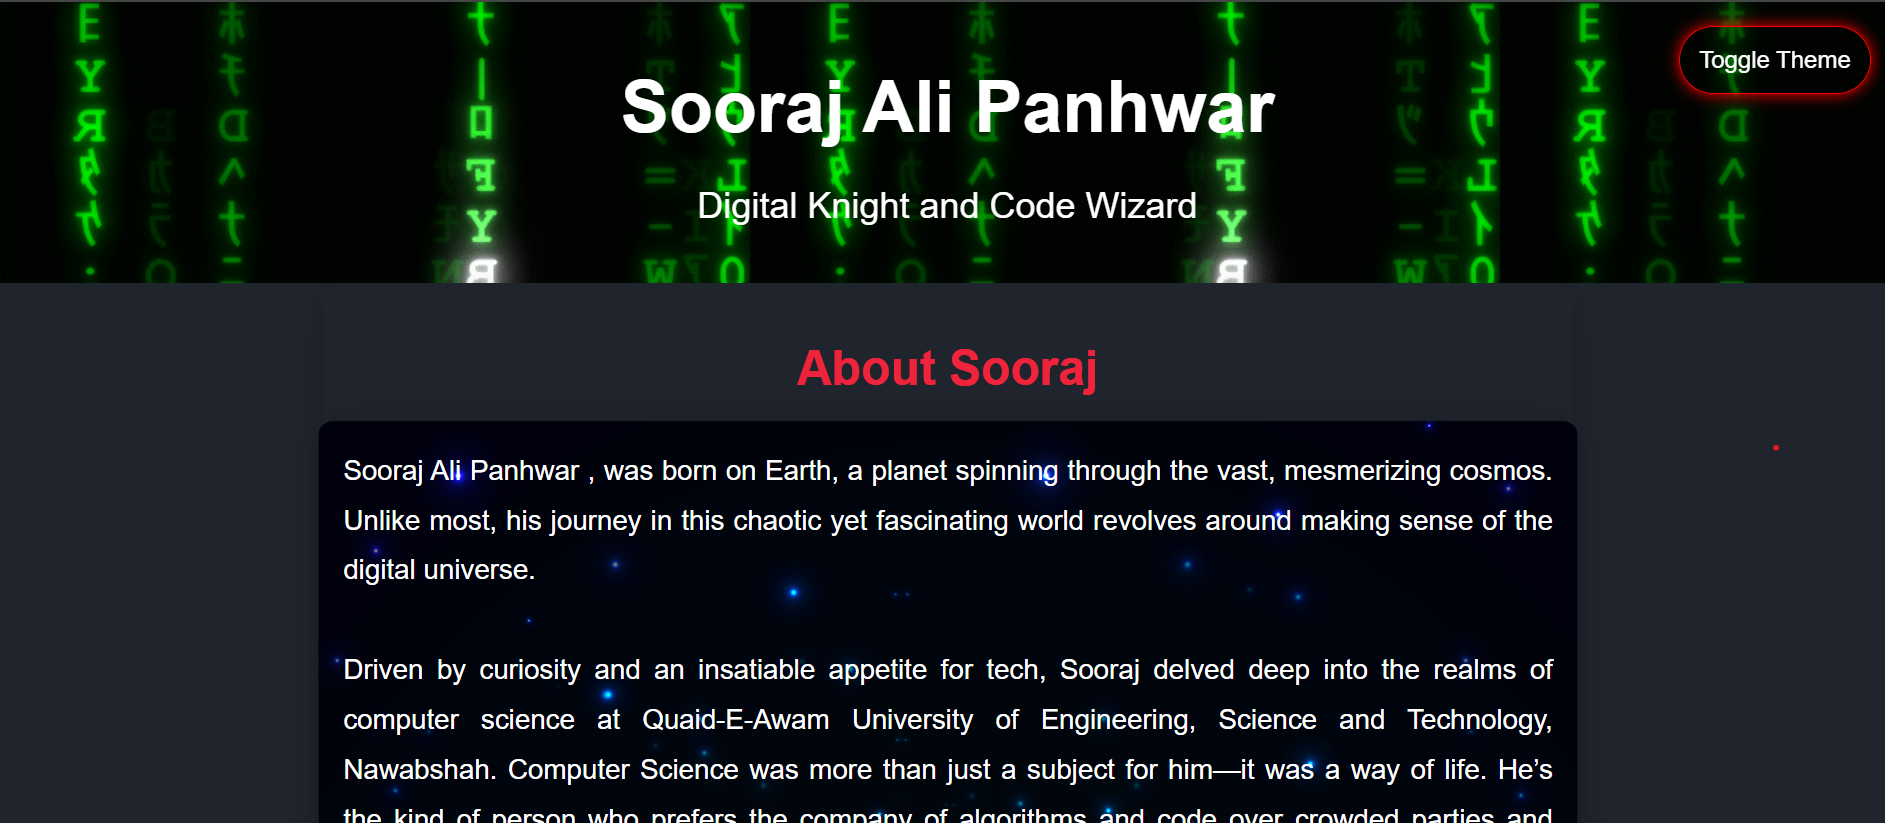 Toggle Theme
Sooraj Ali Panhwar
Digital Knight and Code Wizard
About Sooraj
Sooraj Ali Panhwar , was born on Earth, a planet spinning through the vast, mesmerizing cosmos.
Unlike most, his journey in this chaotic yet fascinating world revolves around making sense of the
digital universe.
Driven by curiosity and an insatiable appetite for tech, Sooraj delved deep into the realms of
computer science at Quaid-E-Awam University of Engineering, Science and Technology,
Nawabshah. Computer Science was more than just a subject for him—it was a way of life. He’s
the kind of person who prefers the company of algorithms and code over crowded parties and